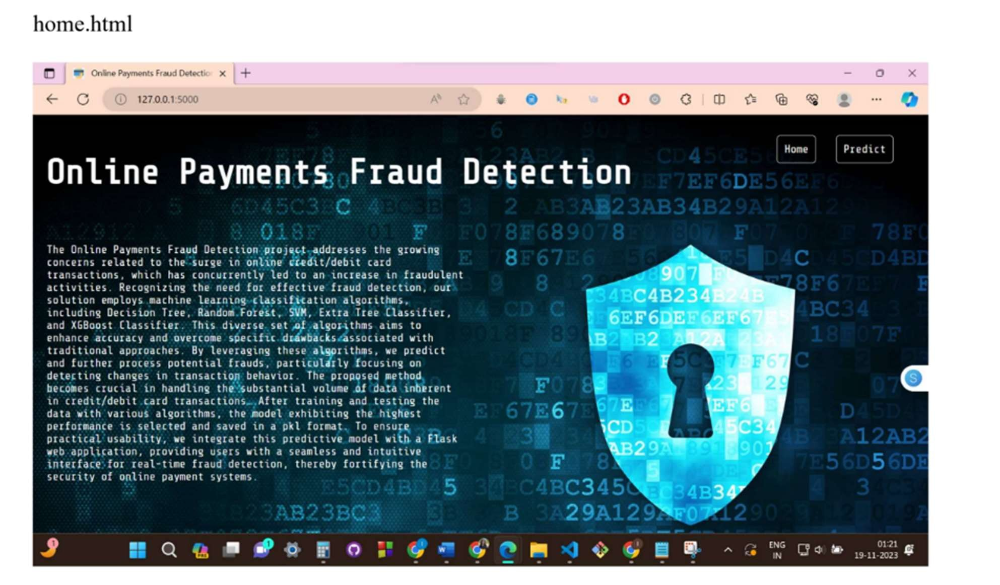 home.html
Online Payments Fraud Detection
127.0.0.1:5000
Home
Predict
Online Payments Fraud Detection
The Online Payments Fraud Detection project addresses the growing
concerns related to the surge in online credit/debit card
transactions, which has concurrently led to an increase in fraudulent
activities. Recognizing the need for effective fraud detection, our
solution employs machine learning classification algorithms,
including Decision Tree, Random Forest, SVM, Extra Tree Classifier,
and XGBoost Classifier. This diverse set of algorithms aims to
enhance accuracy and overcome specific drawbacks associated with
traditional approaches. By leveraging these algorithms, we predict
and further process potential frauds, particularly focusing on
detecting changes in transaction behavior. The proposed method
becomes crucial in handling the substantial volume of data inherent
in credit/debit card transactions. After training and testing the
data with various algorithms, the model exhibiting the highest
performance is selected and saved in a pkl format. To ensure
practical usability, we integrate this predictive model with a Flask
web application, providing users with a seamless and intuitive
interface for real-time fraud detection, thereby fortifying the
security of online payment systems.
ENG
IN
01:21
19-11-2023